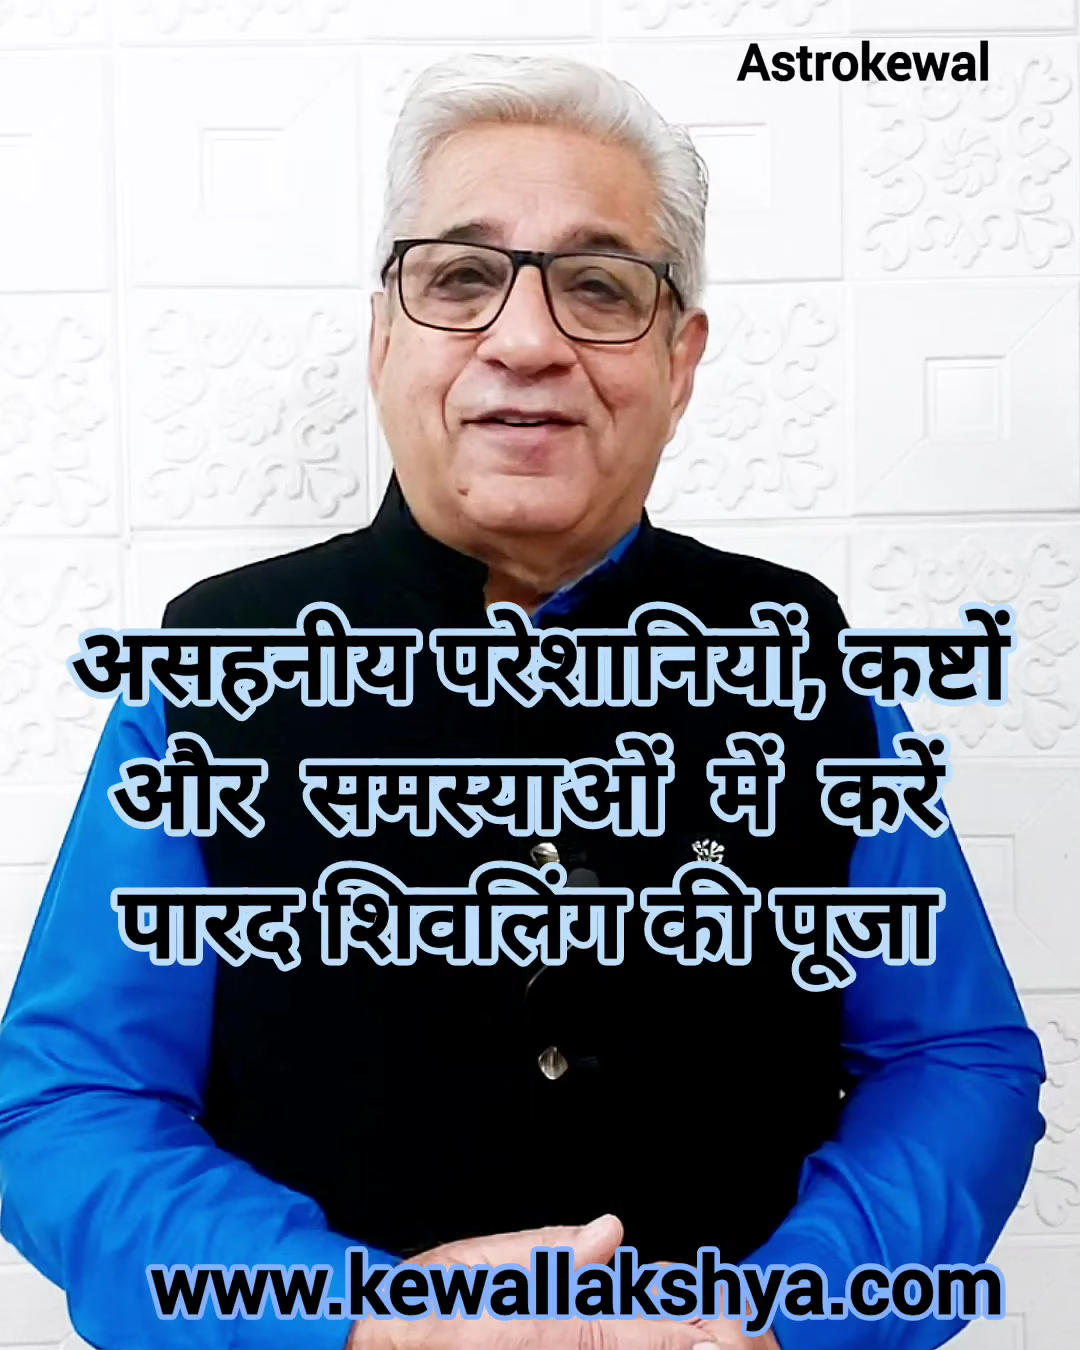 Astrokewal
असहनीय परेशानियों, कष्टों
और समस्याओं में करें
पारद शिवलिंग की पूजा
www.kewallakshya.com